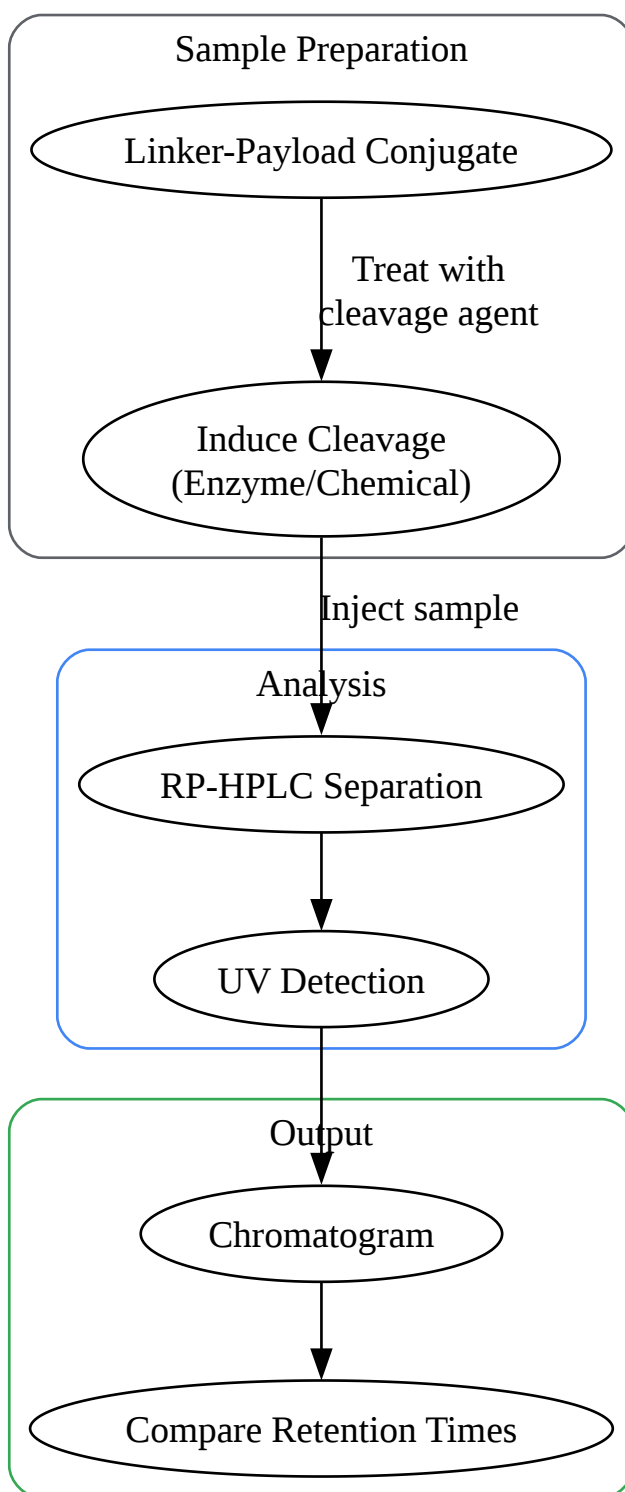 Sample Preparation
Linker-Payload Conjugate
Treat with
cleavage agent
Induce Cleavage
(Enzyme/Chemical)
Inject sample
Analysis
RP-HPLC Separation
UV Detection
Output
Chromatogram
Compare Retention Times